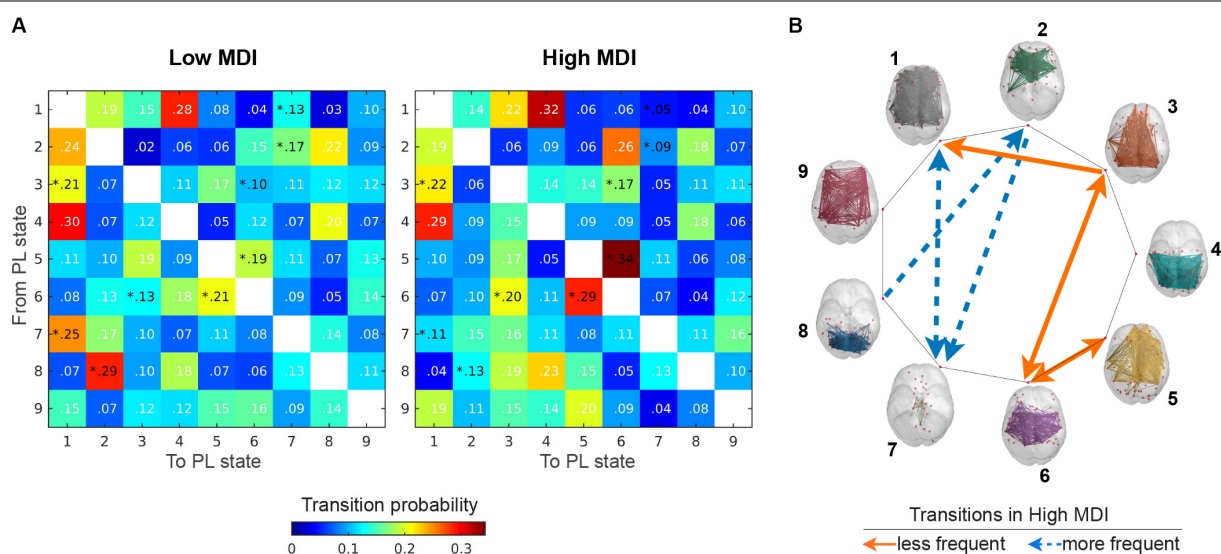 A
B
Low MDI
High MDI
From PL state
1 .19 .15 .28 .08 .04 *.13 .03 .10
2 .24 .02 .06 .06 .15 *.17 .22 .09
3 *.21 .07 .11 .17 *.10 .11 .12 .12
4 .30 .07 .12 .05 .12 .07 .20 .07
5 .11 .10 .19 .09 *.19 .11 .07 .13
6 .08 .13 *.13 .18 *.21 .09 .05 .14
7 *.25 .17 .10 .07 .11 .08 .14 .08
8 .07 *.29 .10 .18 .07 .06 .13 .11
9 .15 .07 .12 .12 .15 .16 .09 .14
1 2 3 4 5 6 7 8 9
To PL state
.14 .22 .32 .06 .06 *.05 .04 .10
.19 .06 .09 .06 .26 *.09 .18 .07
*.22 .06 .14 .14 *.17 .05 .11 .11
.29 .09 .15 .09 .09 .05 .18 .06
.10 .09 .17 .05 *.34 .11 .06 .08
.07 .10 *.20 .11 *.29 .07 .04 .12
*.11 .15 .16 .11 .08 .11 .09 .16
.04 *.13 .19 .23 .15 .05 .13 .10
.19 .11 .11 .07 .20 .09 .04 .08
1 2 3 4 5 6 7 8 9
To PL state
Transition probability
0 0.1 0.2 0.3
1
2
3
4
5
6
7
8
9
Transitions in High MDI
less frequent
more frequent